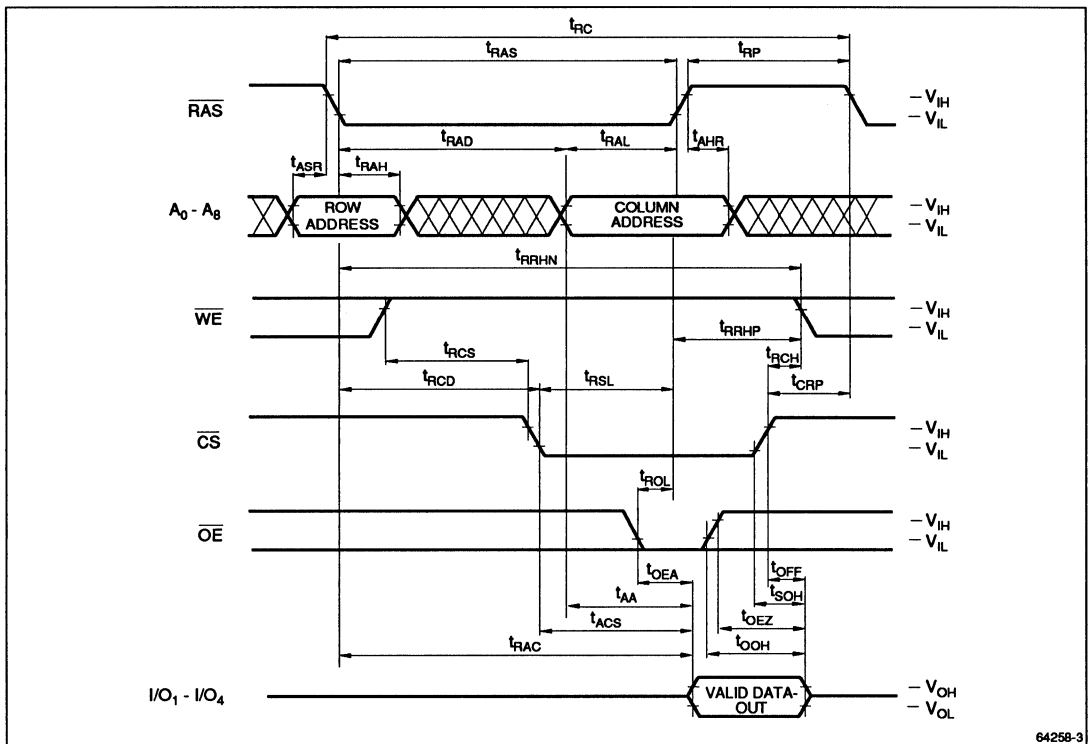 tRC
tRAS
tRP
RAS
– VIH
– VIL
tRAD
tRAL
tAHR
tASR
tRAH
A0 - A8
ROW
ADDRESS
COLUMN
ADDRESS
– VIH
– VIL
tRRHN
WE
– VIH
– VIL
tRRHP
tRCS
tRCH
tRCD
tRSL
tCRP
CS
– VIH
– VIL
tROL
OE
– VIH
– VIL
tOEA
tOFF
tAA
tSOH
tACS
tOEZ
tRAC
tOOH
I/O1 - I/O4
VALID DATA-
OUT
– VOH
– VOL
64258-3